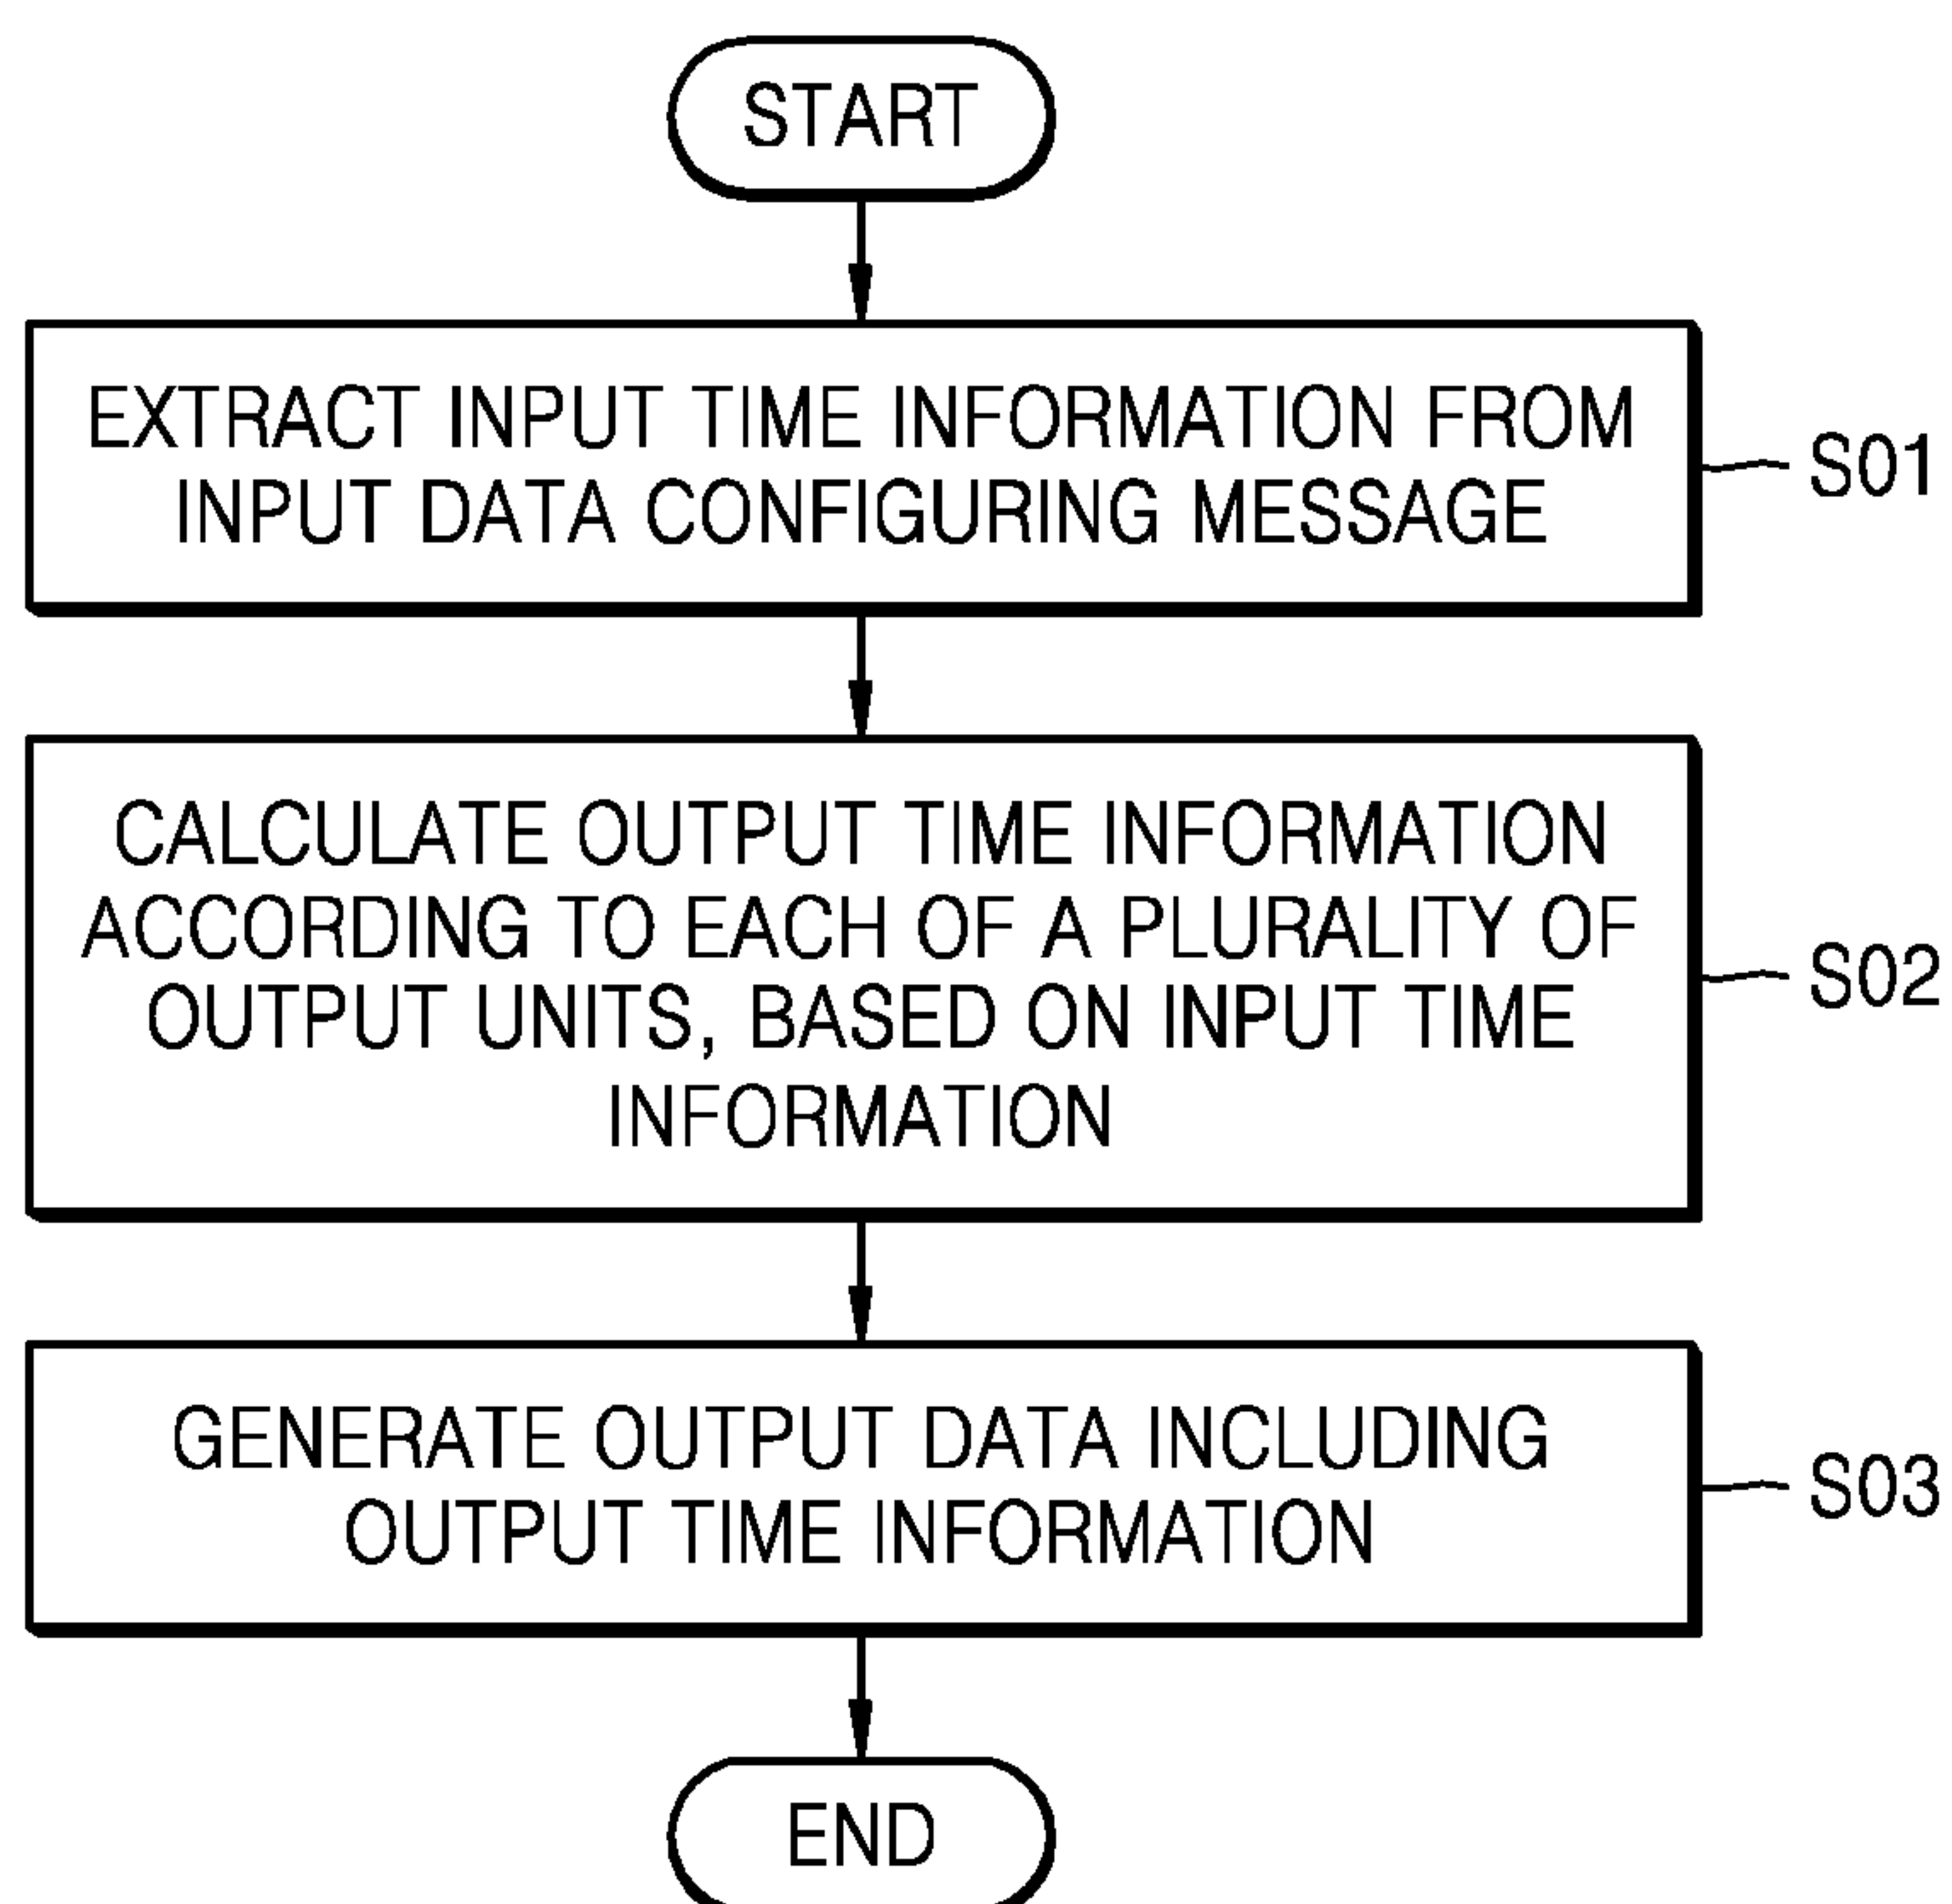 START
EXTRACT INPUT TIME INFORMATION FROM
INPUT DATA CONFIGURING MESSAGE
S01
CALCULATE OUTPUT TIME INFORMATION
ACCORDING TO EACH OF A PLURALITY OF
OUTPUT UNITS, BASED ON INPUT TIME
INFORMATION
S02
GENERATE OUTPUT DATA INCLUDING
OUTPUT TIME INFORMATION
S03
END